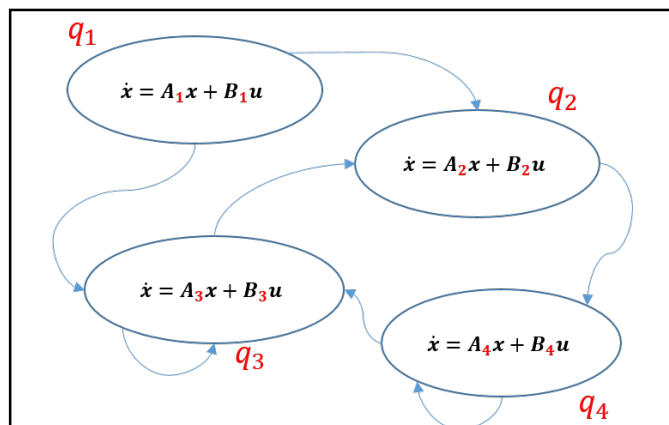 q₁
ẋ = A₁x + B₁u
q₂
ẋ = A₂x + B₂u
ẋ = A₃x + B₃u
q₃
ẋ = A₄x + B₄u
q₄